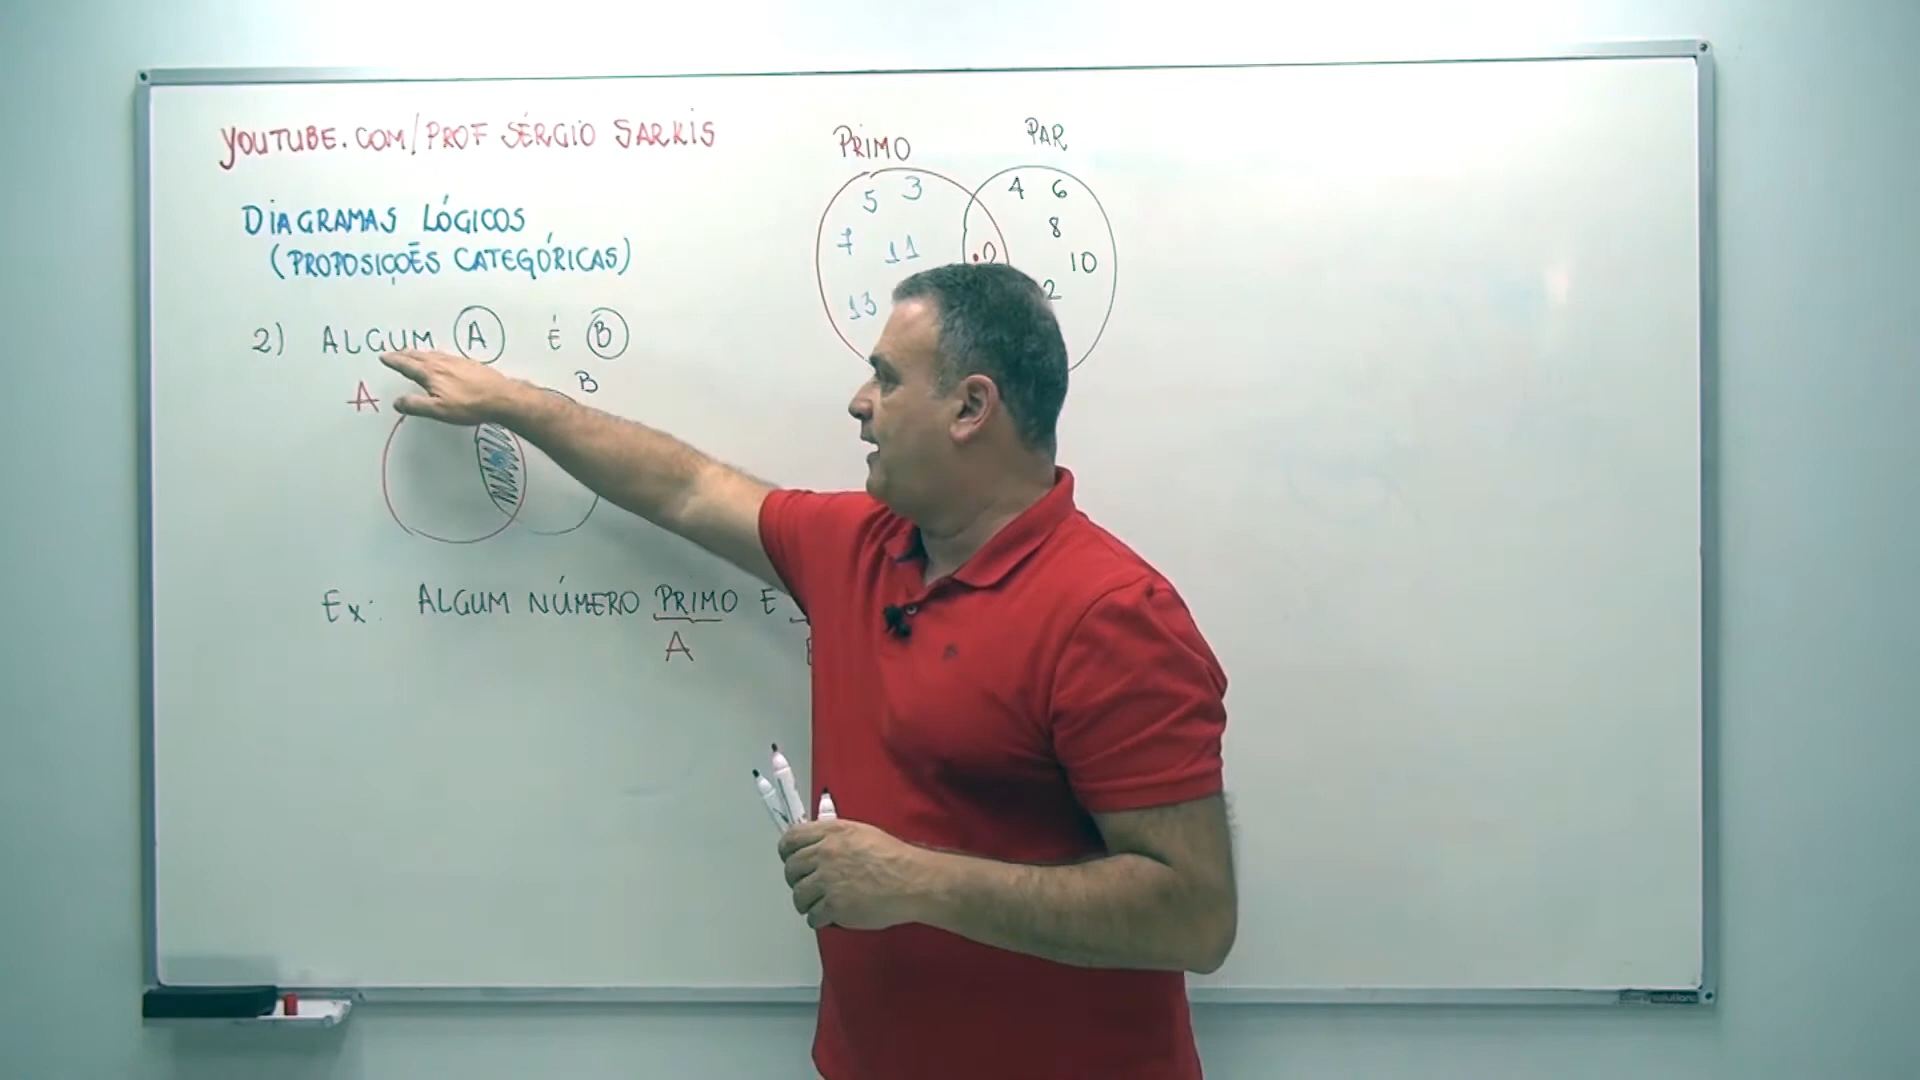 YOUTUBE.COM/PROF SÉRGIO SARKIS
DIAGRAMAS LÓGICOS
(PROPOSIÇÕES CATEGÓRICAS)
2) ALGUM A É B
A B
Ex: ALGUM NÚMERO PRIMO E
A
PRIMO PAR
5 3 4 6
7 11 8
10
13